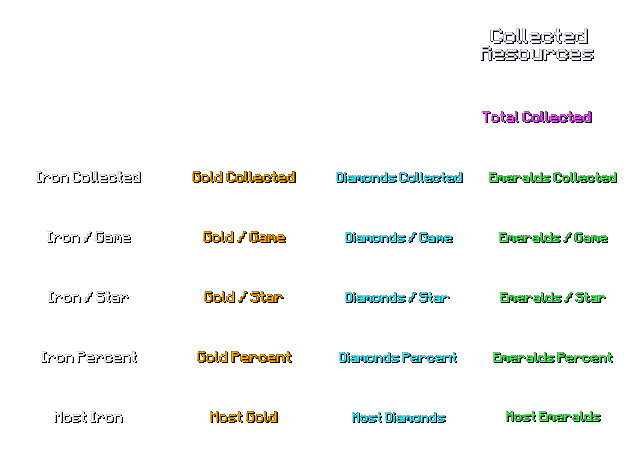 Collected
Resources
Total Collected
Iron Collected
Gold Collected
Diamonds Collected
Emeralds Collected
Iron / Game
Gold / Game
Diamonds / Game
Emeralds / Game
Iron / Star
Gold / Star
Diamonds / Star
Emeralds / Star
Iron Percent
Gold Percent
Diamonds Percent
Emeralds Percent
Most Iron
Most Gold
Most Diamonds
Most Emeralds